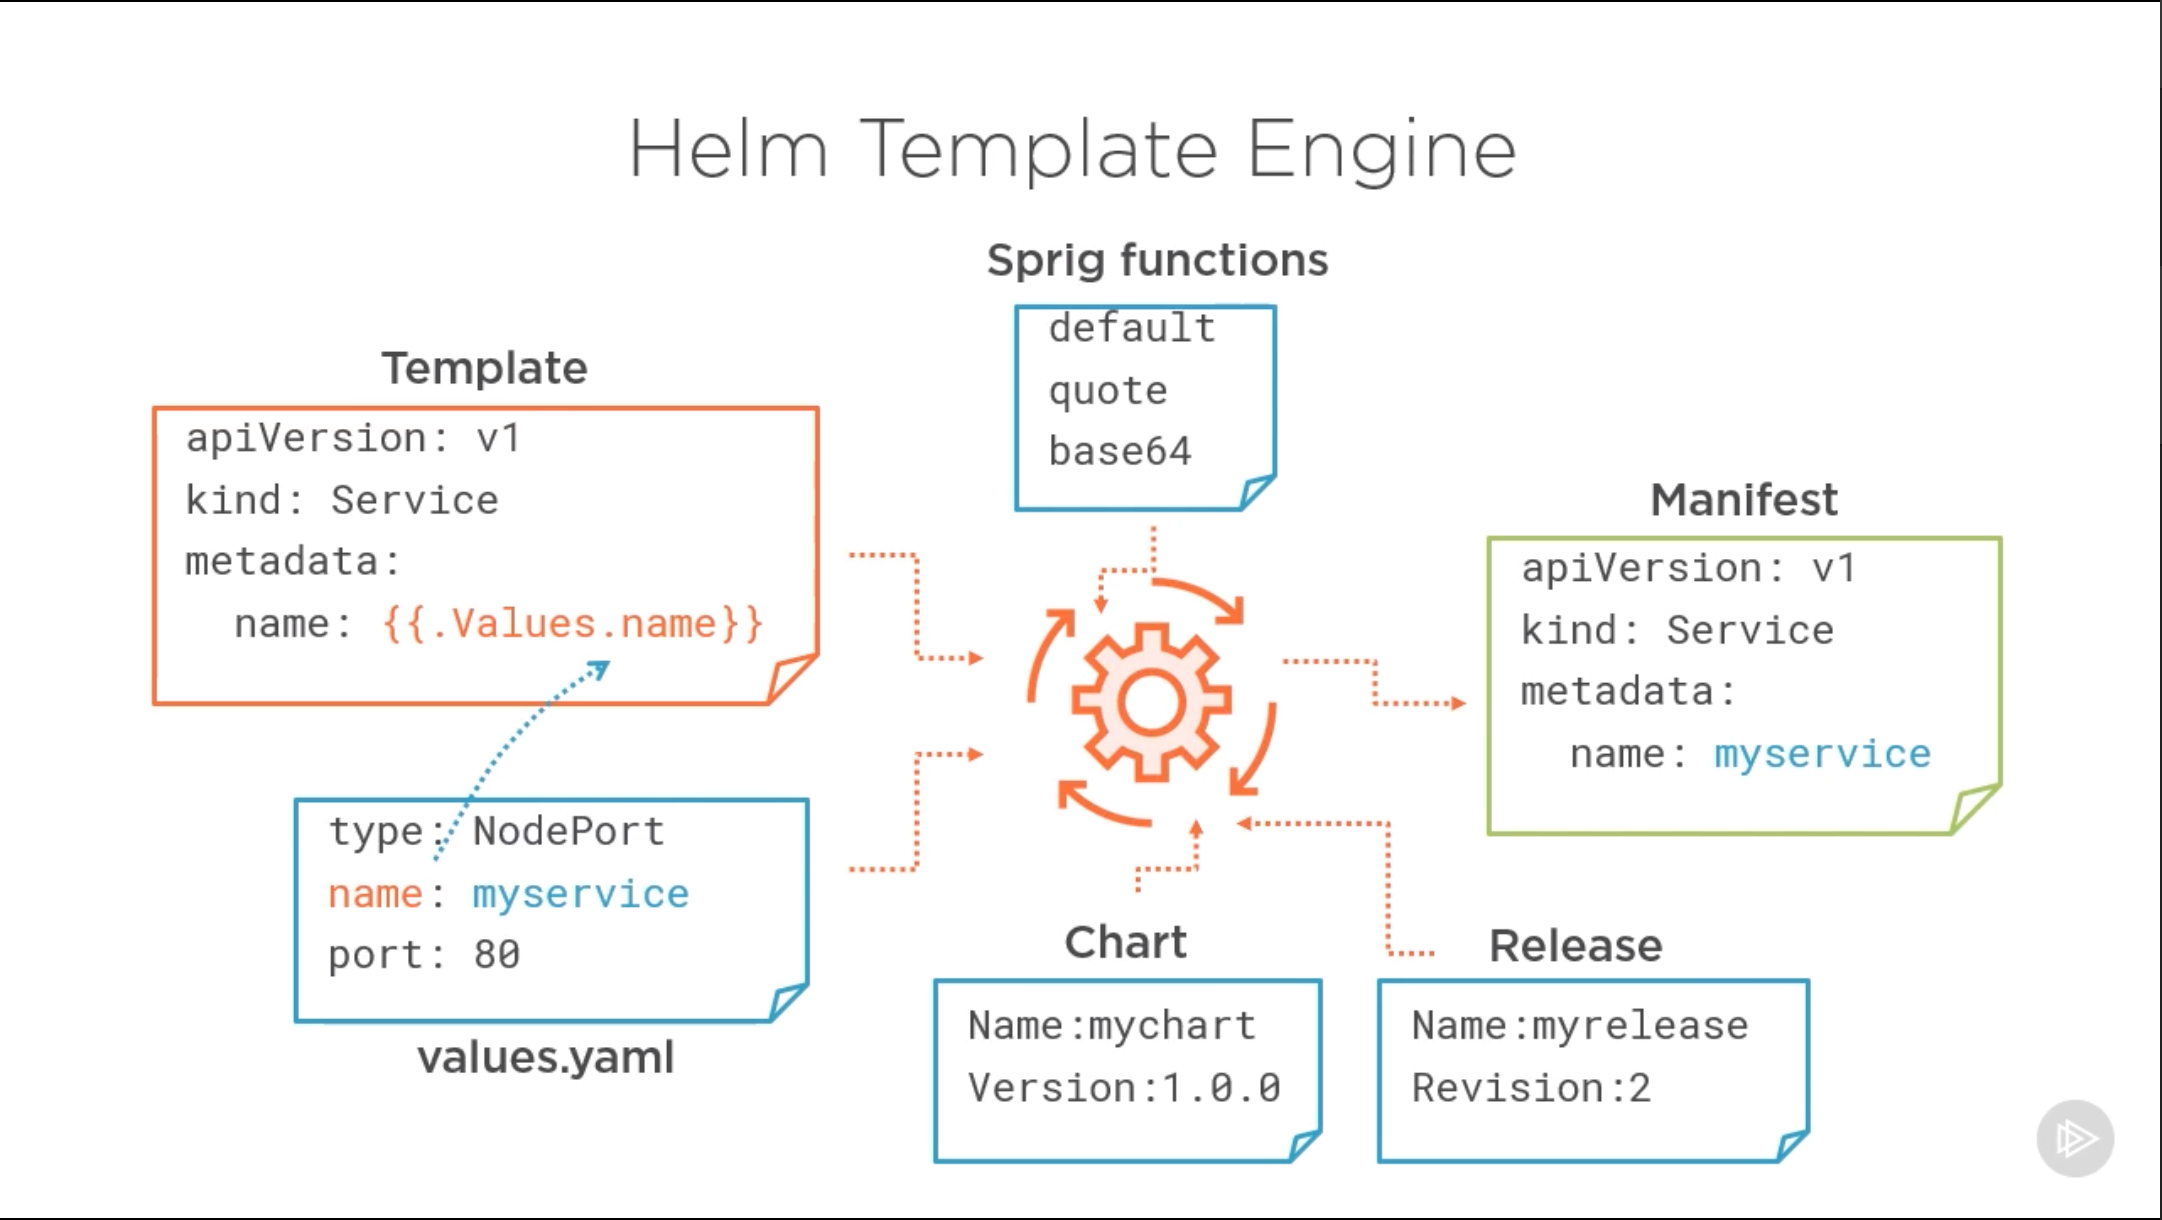 Helm Template Engine
Sprig functions
default
quote
base64
Template
apiVersion: v1
kind: Service
metadata:
  name: {{.Values.name}}
type: NodePort
name: myservice
port: 80
values.yaml
Manifest
apiVersion: v1
kind: Service
metadata:
  name: myservice
Chart
Name:mychart
Version:1.0.0
Release
Name:myrelease
Revision:2